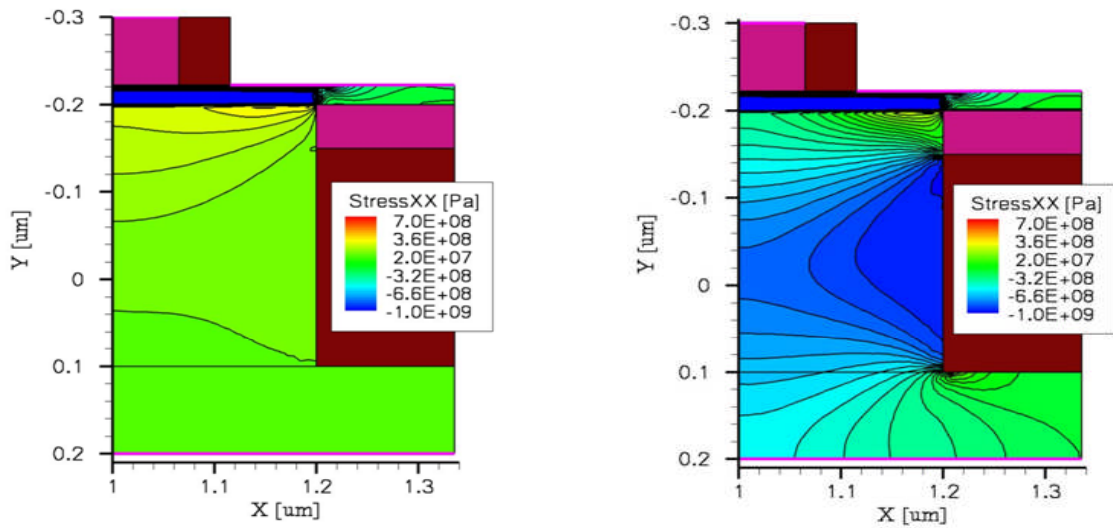 -0.3
-0.2
-0.1
0
0.1
0.2
Y [um]
1
1.1
1.2
1.3
X [um]
StressXX [Pa]
7.0E+08
3.6E+08
2.0E+07
-3.2E+08
-6.6E+08
-1.0E+09
-0.3
-0.2
-0.1
0
0.1
0.2
Y [um]
1
1.1
1.2
1.3
X [um]
StressXX [Pa]
7.0E+08
3.6E+08
2.0E+07
-3.2E+08
-6.6E+08
-1.0E+09